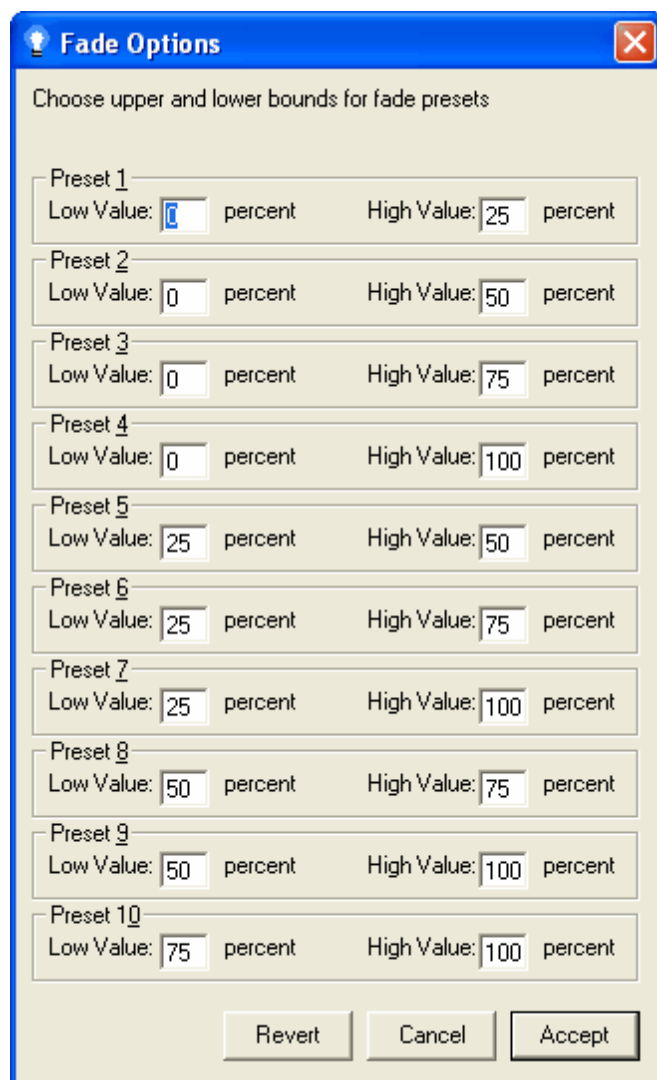 Fade Options
Choose upper and lower bounds for fade presets
Preset 1
Low Value: 0 percent High Value: 25 percent
Preset 2
Low Value: 0 percent High Value: 50 percent
Preset 3
Low Value: 0 percent High Value: 75 percent
Preset 4
Low Value: 0 percent High Value: 100 percent
Preset 5
Low Value: 25 percent High Value: 50 percent
Preset 6
Low Value: 25 percent High Value: 75 percent
Preset 7
Low Value: 25 percent High Value: 100 percent
Preset 8
Low Value: 50 percent High Value: 75 percent
Preset 9
Low Value: 50 percent High Value: 100 percent
Preset 10
Low Value: 75 percent High Value: 100 percent
Revert Cancel Accept